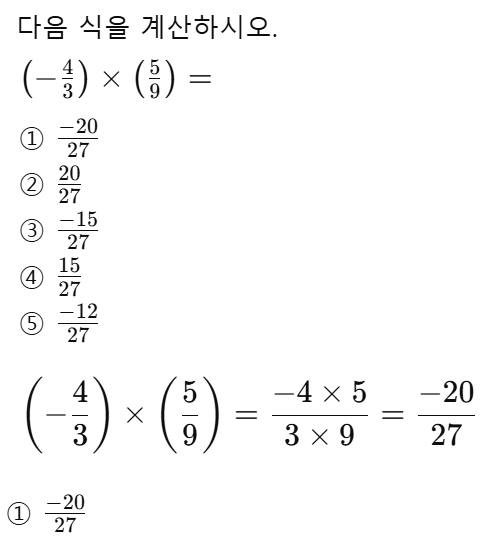 다음 식을 계산하시오.
(−4/3) × (5/9) =
① −20/27
② 20/27
③ −15/27
④ 15/27
⑤ −12/27
(−4/3) × (5/9) = −4 × 5/3 × 9 = −20/27
① −20/27